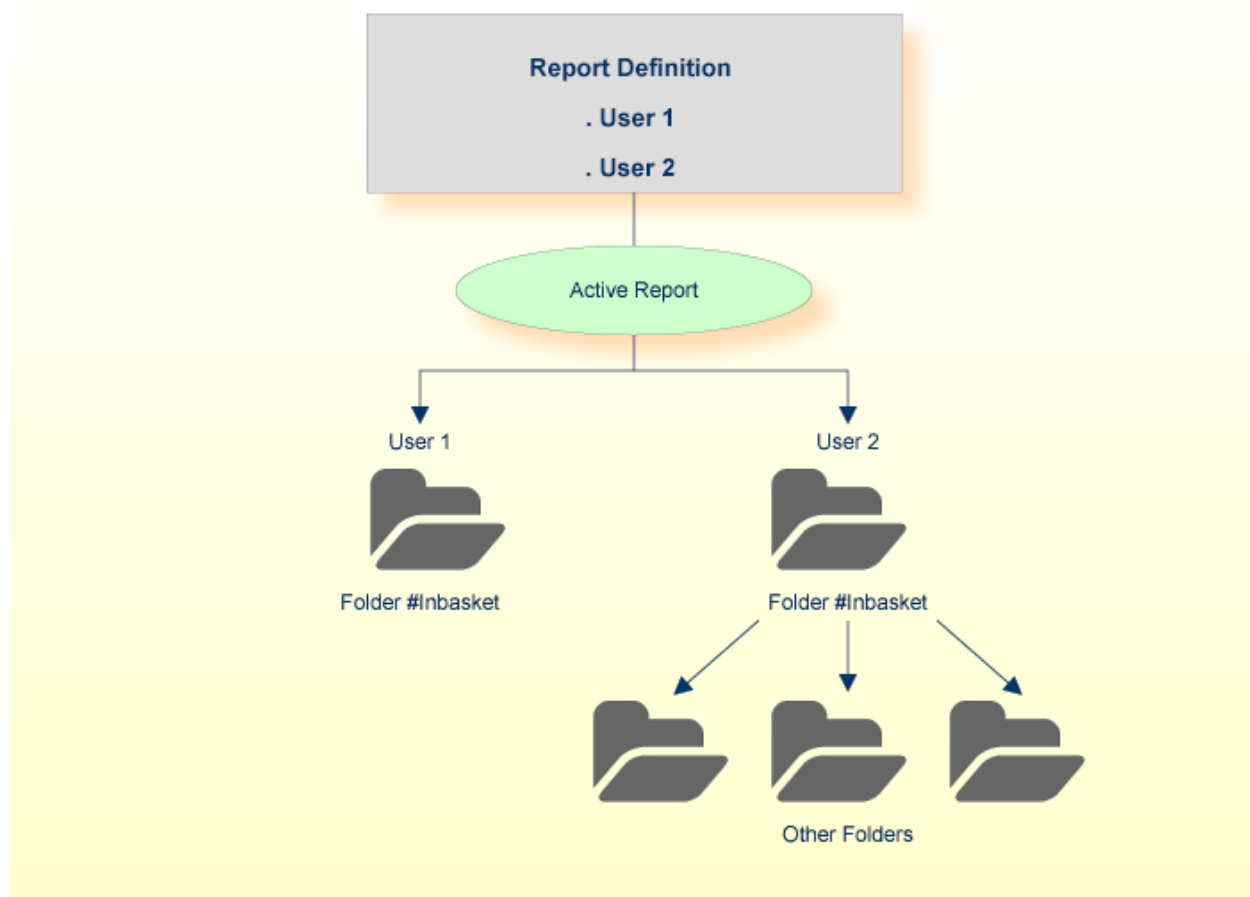 Report Definition
. User 1
. User 2
Active Report
User 1
User 2
Folder #Inbasket
Folder #Inbasket
Other Folders